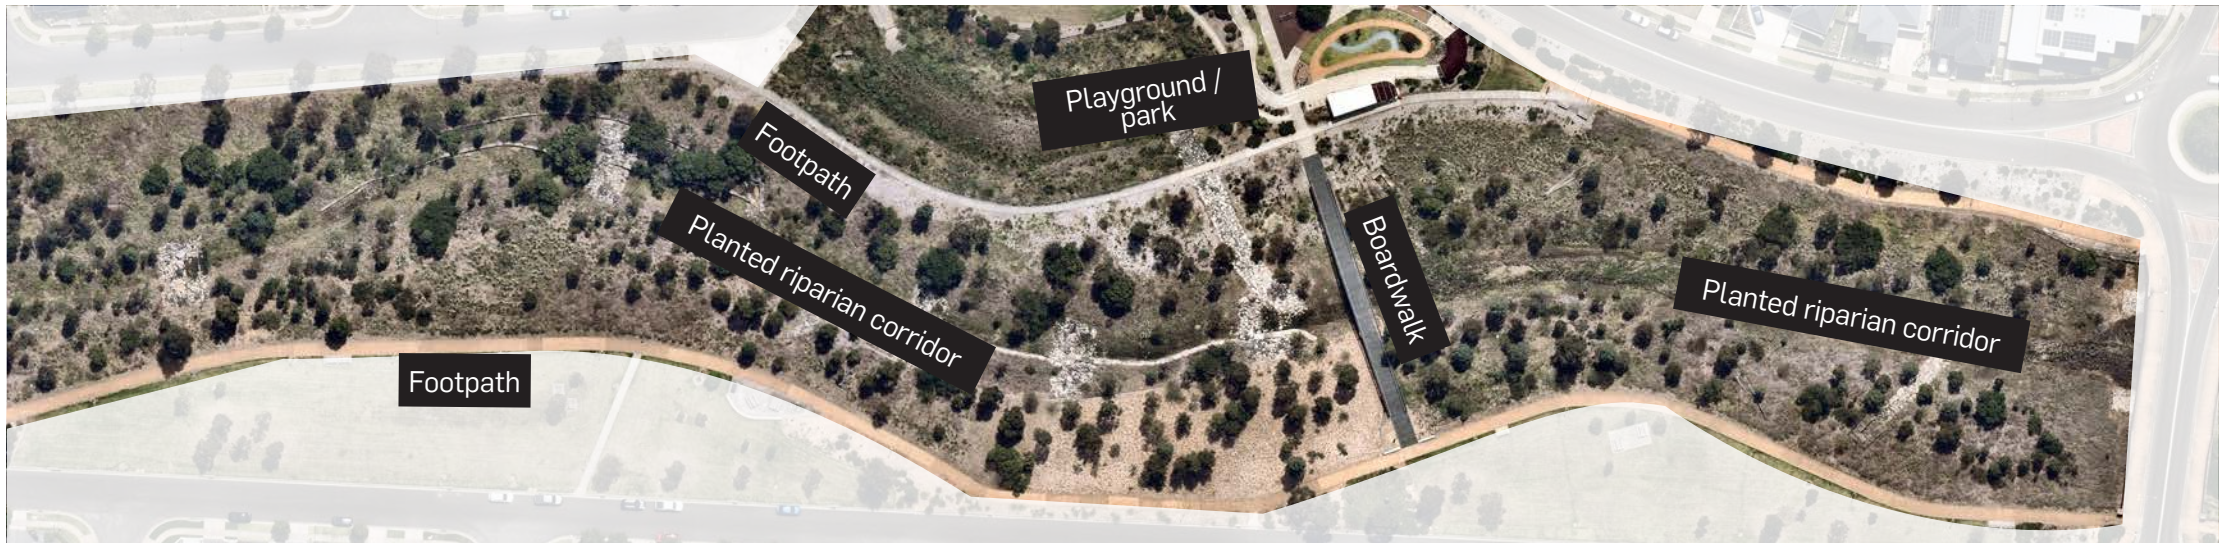 Playground /
park
Footpath
Planted riparian corridor
Boardwalk
Planted riparian corridor
Footpath